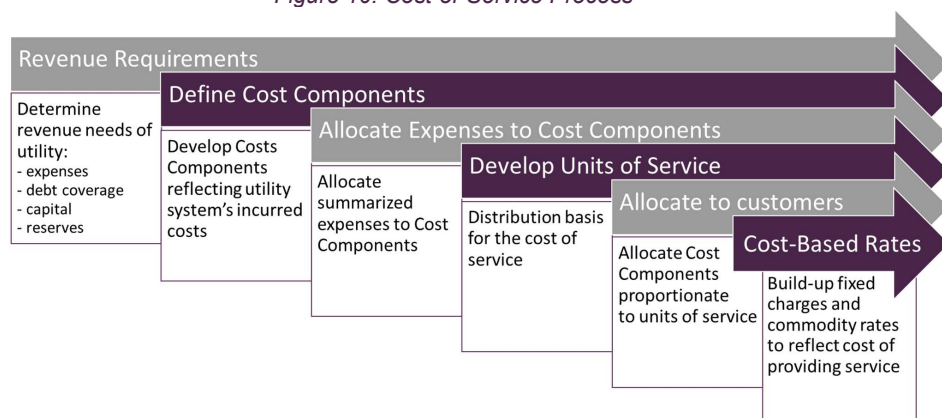 Figure 10: Cost-of-Service Process
Revenue Requirements
Determine
revenue needs of
utility:
- expenses
- debt coverage
- capital
- reserves
Define Cost Components
Develop Costs
Components
reflecting utility
system's incurred
costs
Allocate Expenses to Cost Components
Allocate
summarized
expenses to Cost
Components
Develop Units of Service
Distribution basis
for the cost of
service
Allocate to customers
Allocate Cost
Components
proportionate
to units of service
Cost-Based Rates
Build-up fixed
charges and
commodity rates
to reflect cost of
providing service